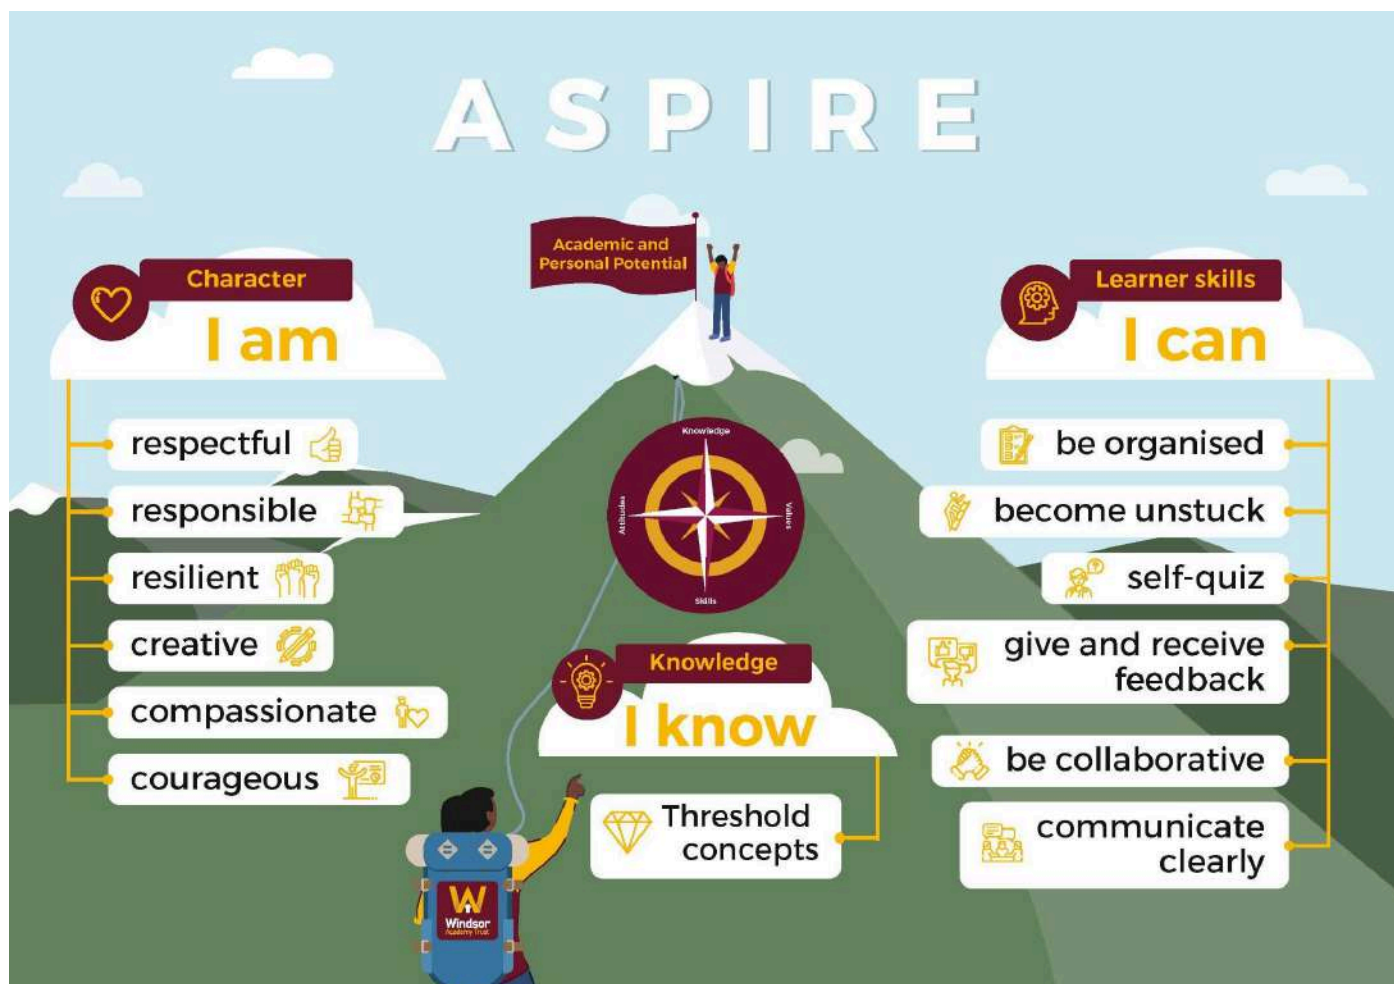 ASPIRE
Academic and
Personal Potential
Character
I am
respectful
responsible
resilient
creative
compassionate
courageous
Knowledge
Values
Skills
Attitudes
Knowledge
I know
Threshold
concepts
Learner skills
I can
be organised
become unstuck
self-quiz
give and receive
feedback
be collaborative
communicate
clearly
W
Windsor
Academy Trust